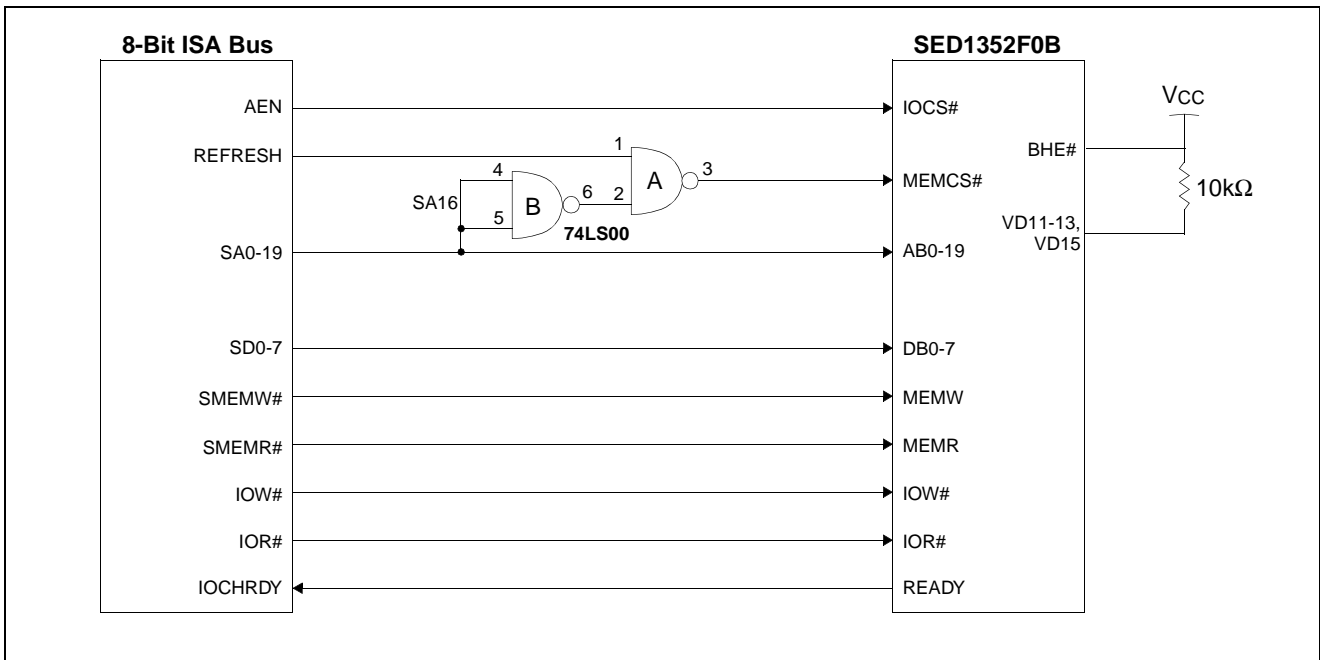 8-Bit ISA Bus
SED1352F0B
AEN
IOCS#
VCC
REFRESH
1
A
3
MEMCS#
BHE#
4
SA16
B
6
2
5
74LS00
10kΩ
VD11-13,
VD15
SA0-19
AB0-19
SD0-7
DB0-7
SMEMW#
MEMW
SMEMR#
MEMR
IOW#
IOW#
IOR#
IOR#
IOCHRDY
READY